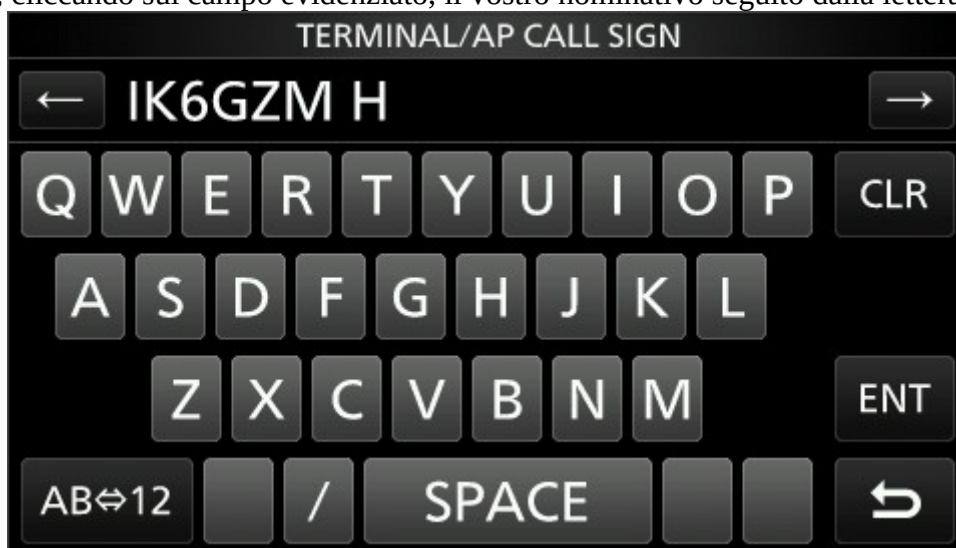 cliccando sul campo evidenziato, il vostro nominativo seguito dalla lettera
TERMINAL/AP CALL SIGN
← IK6GZM H →
Q W E R T Y U I O P CLR
A S D F G H J K L
Z X C V B N M ENT
AB⇔12 / SPACE ⮌